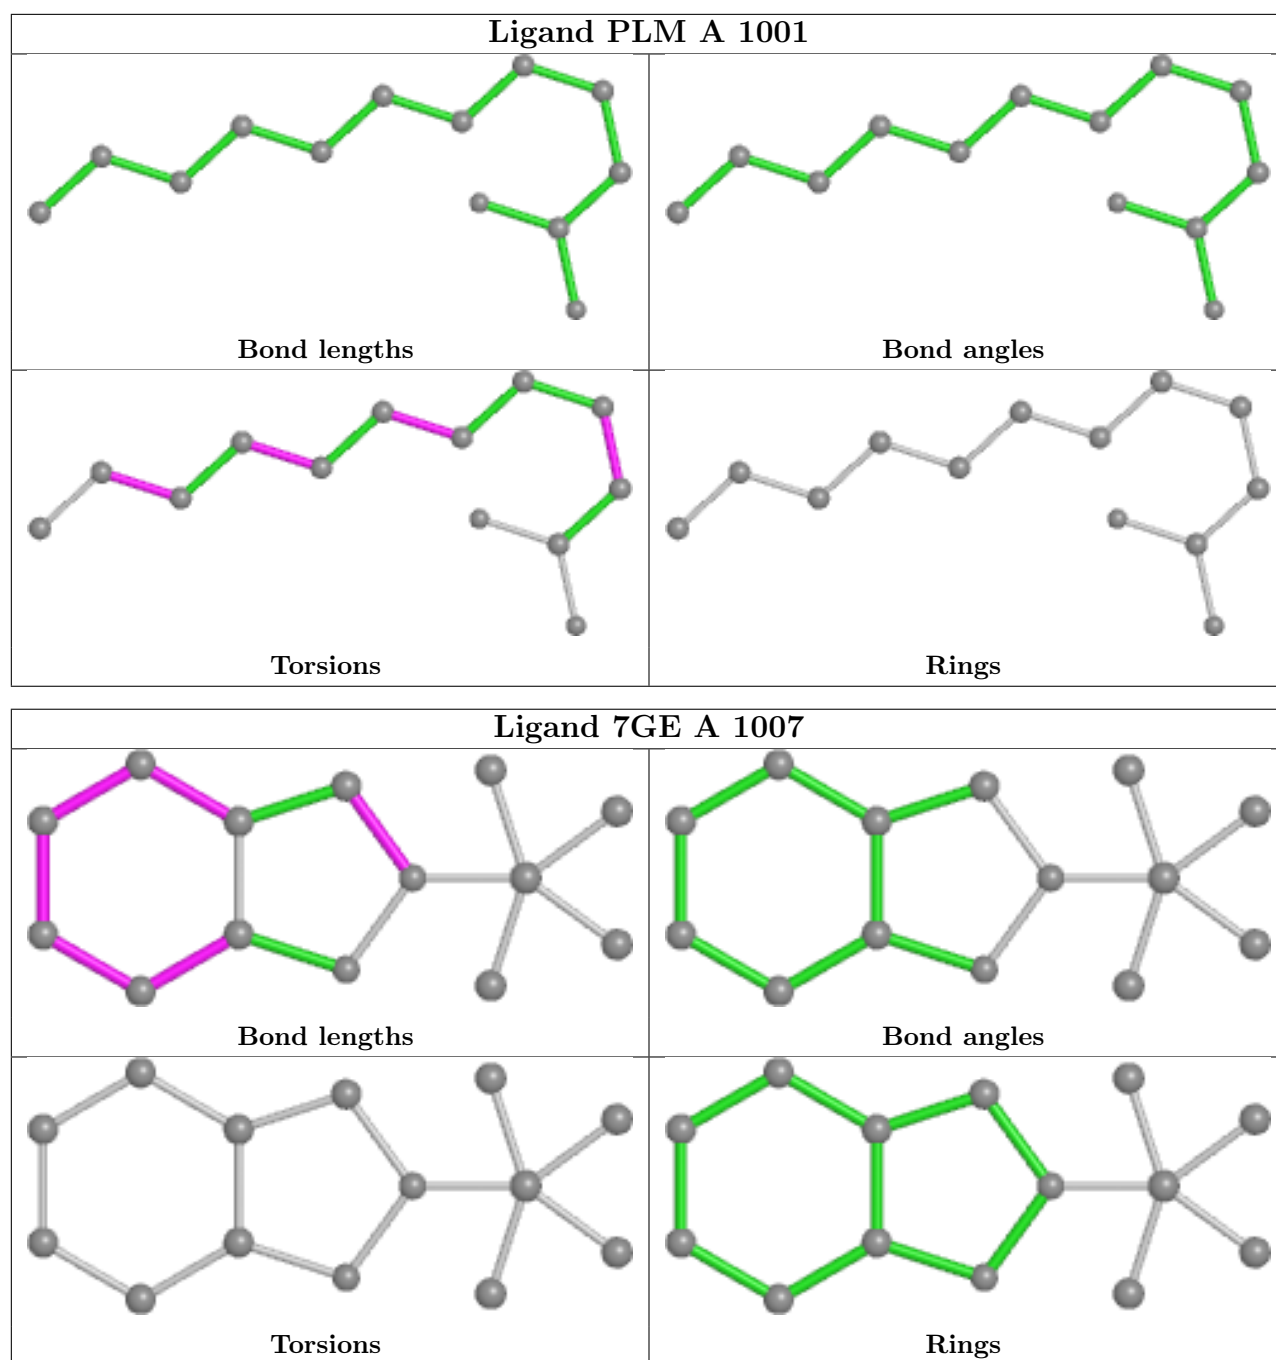 Ligand PLM A 1001
Bond lengths
Bond angles
Torsions
Rings
Ligand 7GE A 1007
Bond lengths
Bond angles
Torsions
Rings